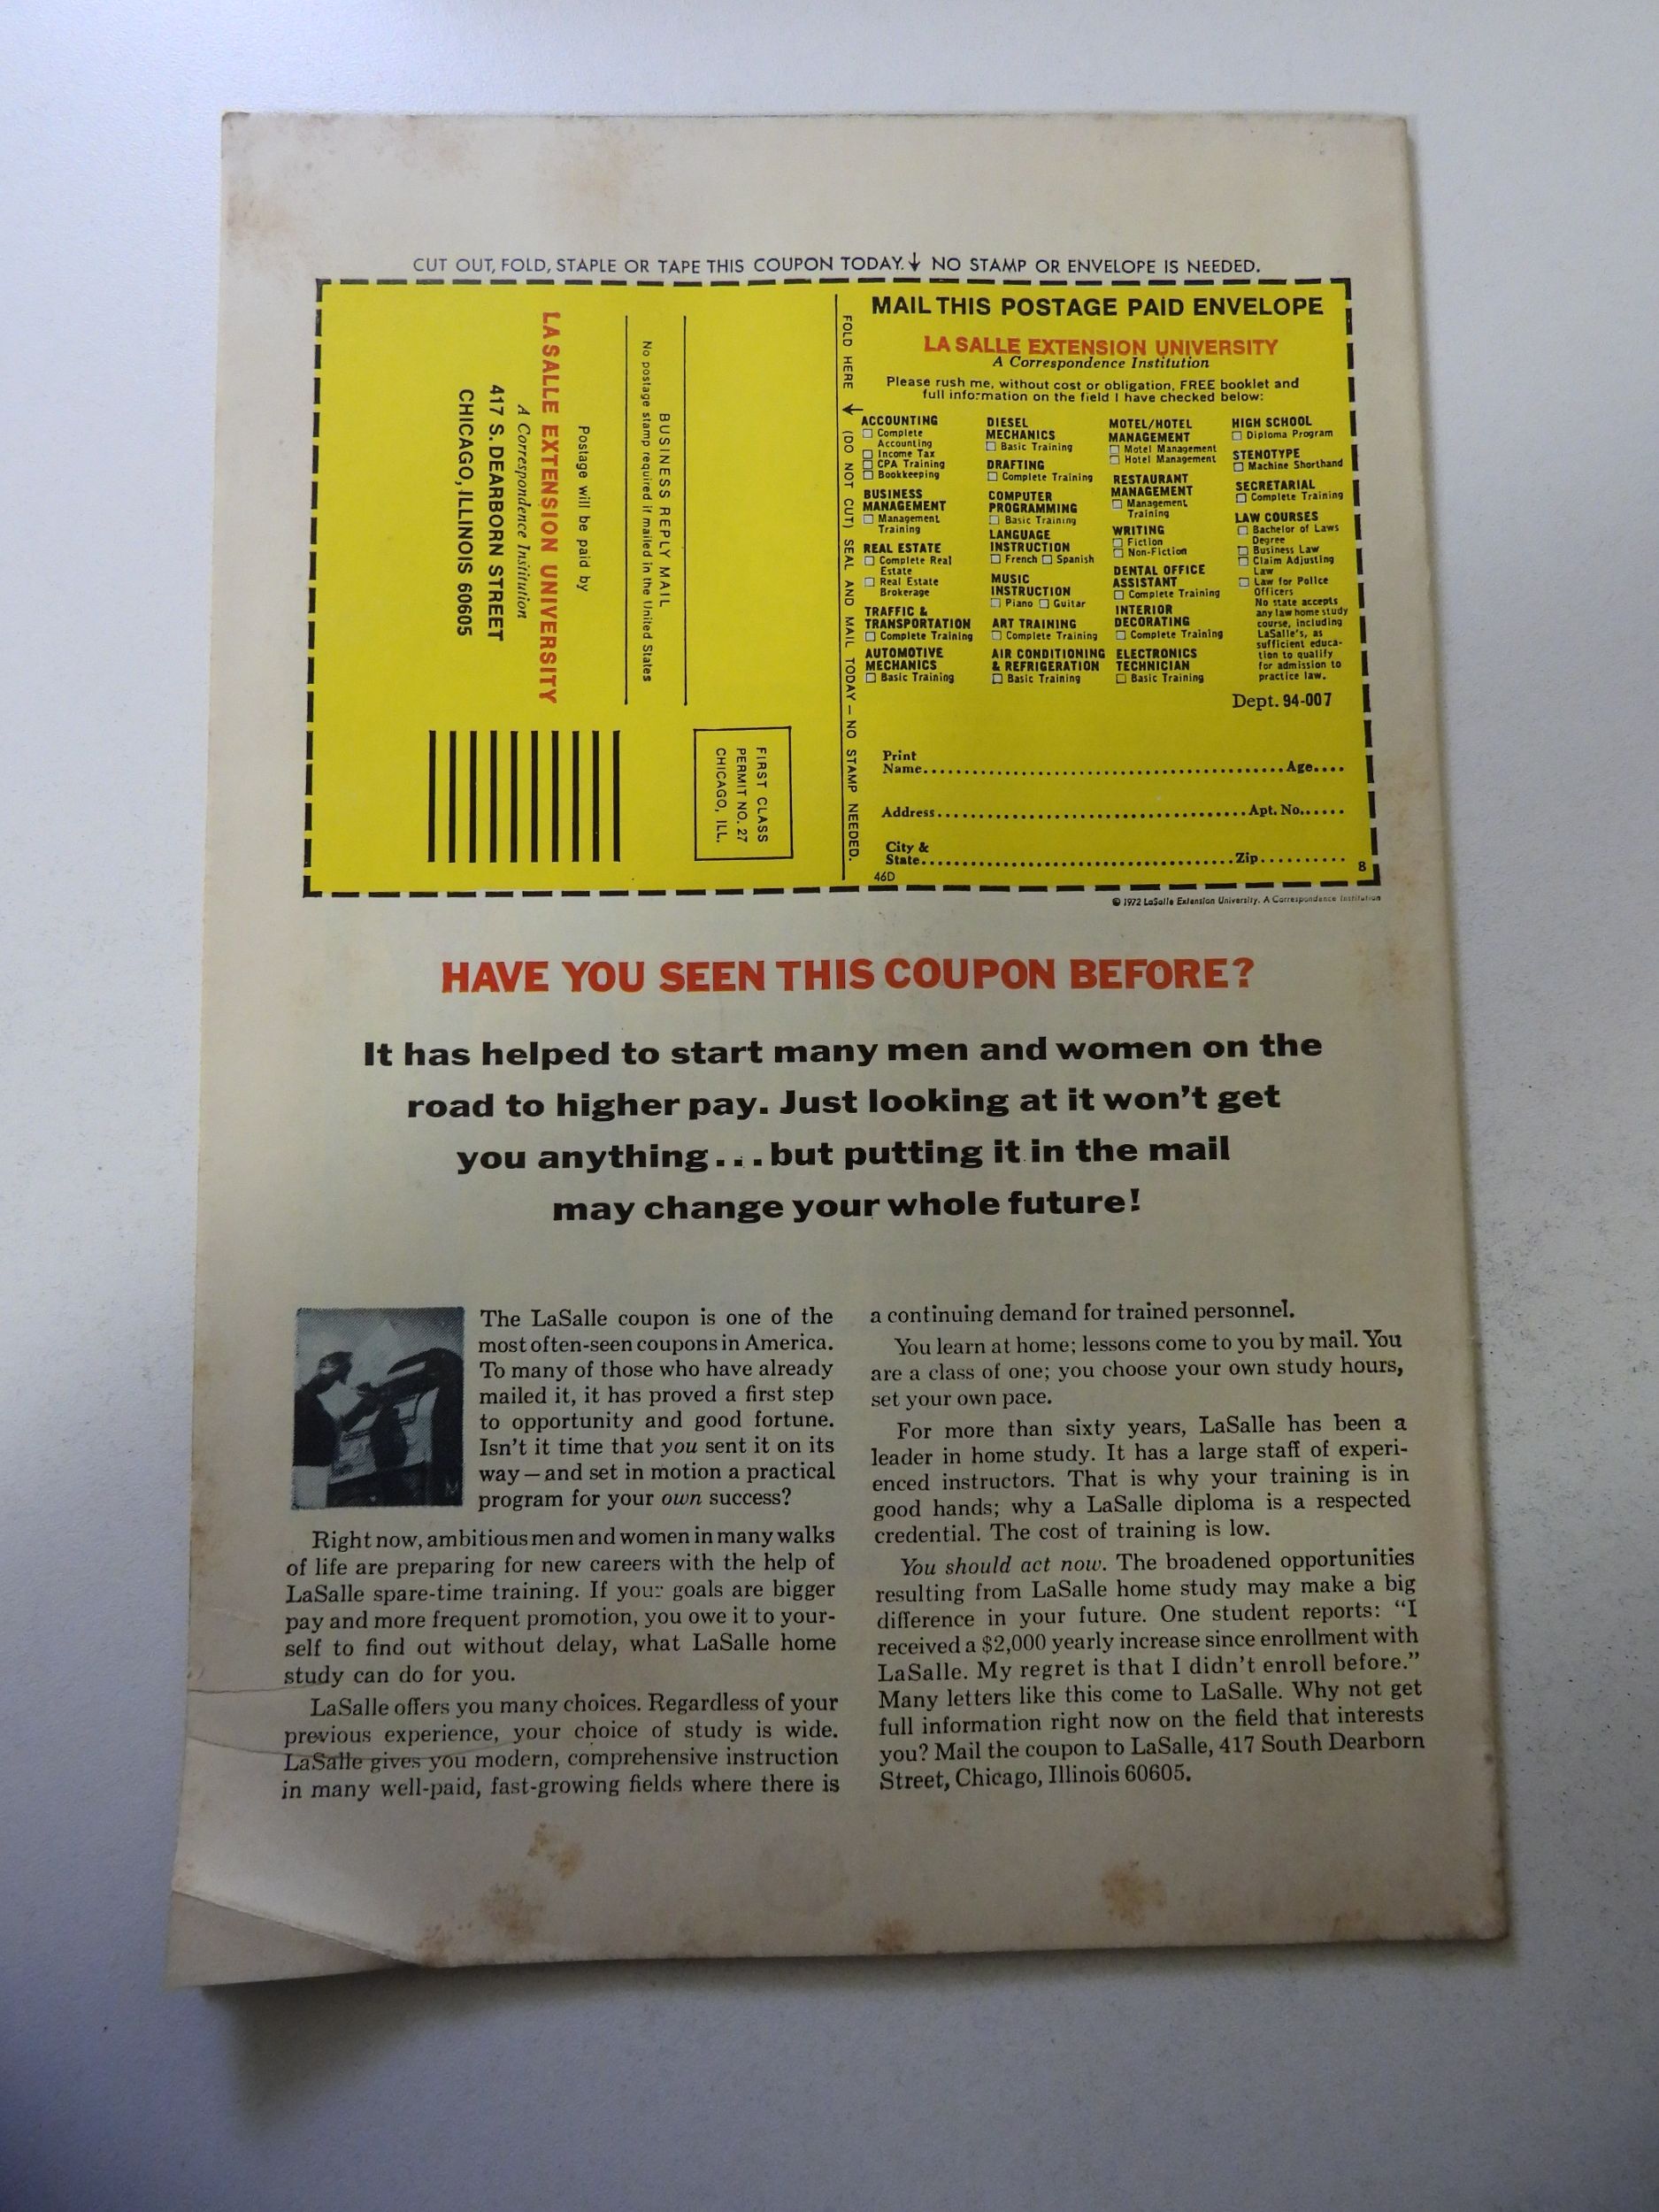 CUT OUT, FOLD, STAPLE OR TAPE THIS COUPON TODAY.↓ NO STAMP OR ENVELOPE IS NEEDED.
BUSINESS REPLY MAIL
No postage stamp required if mailed in the United States
Postage will be paid by
LA SALLE EXTENSION UNIVERSITY
A Correspondence Institution
417 S. DEARBORN STREET
CHICAGO, ILLINOIS 60605
FIRST CLASS
PERMIT NO. 27
CHICAGO, ILL.
FOLD HERE → (DO NOT CUT) SEAL AND MAIL TODAY — NO STAMP NEEDED.
MAIL THIS POSTAGE PAID ENVELOPE
LA SALLE EXTENSION UNIVERSITY
A Correspondence Institution
Please rush me, without cost or obligation, FREE booklet and
full information on the field I have checked below:
ACCOUNTING
☐ Complete
Accounting
☐ Income Tax
☐ CPA Training
☐ Bookkeeping
BUSINESS
MANAGEMENT
☐ Management
Training
REAL ESTATE
☐ Complete Real
Estate
☐ Real Estate
Brokerage
TRAFFIC &
TRANSPORTATION
☐ Complete Training
AUTOMOTIVE
MECHANICS
☐ Basic Training
DIESEL
MECHANICS
☐ Basic Training
DRAFTING
☐ Complete Training
COMPUTER
PROGRAMMING
☐ Basic Training
LANGUAGE
INSTRUCTION
☐ French ☐ Spanish
MUSIC
INSTRUCTION
☐ Piano ☐ Guitar
ART TRAINING
☐ Complete Training
AIR CONDITIONING
& REFRIGERATION
☐ Basic Training
MOTEL/HOTEL
MANAGEMENT
☐ Motel Management
☐ Hotel Management
RESTAURANT
MANAGEMENT
☐ Management
Training
WRITING
☐ Fiction
☐ Non-Fiction
DENTAL OFFICE
ASSISTANT
☐ Complete Training
INTERIOR
DECORATING
☐ Complete Training
ELECTRONICS
TECHNICIAN
☐ Basic Training
HIGH SCHOOL
☐ Diploma Program
STENOTYPE
☐ Machine Shorthand
SECRETARIAL
☐ Complete Training
LAW COURSES
☐ Bachelor of Laws
Degree
☐ Business Law
☐ Claim Adjusting
Law
☐ Law for Police
Officers
No state accepts
any law home study
course, including
LaSalle's, as
sufficient educa-
tion to qualify
for admission to
practice law.
Dept. 94-007
Print
Name.............................................Age....
Address......................................Apt. No......
City &
State......................................Zip..........
46D 8
© 1972 LaSalle Extension University. A Correspondence Institution
HAVE YOU SEEN THIS COUPON BEFORE?
It has helped to start many men and women on the
road to higher pay. Just looking at it won't get
you anything...but putting it in the mail
may change your whole future!
The LaSalle coupon is one of the
most often-seen coupons in America.
To many of those who have already
mailed it, it has proved a first step
to opportunity and good fortune.
Isn't it time that you sent it on its
way—and set in motion a practical
program for your own success?
Right now, ambitious men and women in many walks
of life are preparing for new careers with the help of
LaSalle spare-time training. If your goals are bigger
pay and more frequent promotion, you owe it to your-
self to find out without delay, what LaSalle home
study can do for you.
LaSalle offers you many choices. Regardless of your
previous experience, your choice of study is wide.
LaSalle gives you modern, comprehensive instruction
in many well-paid, fast-growing fields where there is
a continuing demand for trained personnel.
You learn at home; lessons come to you by mail. You
are a class of one; you choose your own study hours,
set your own pace.
For more than sixty years, LaSalle has been a
leader in home study. It has a large staff of experi-
enced instructors. That is why your training is in
good hands; why a LaSalle diploma is a respected
credential. The cost of training is low.
You should act now. The broadened opportunities
resulting from LaSalle home study may make a big
difference in your future. One student reports: "I
received a $2,000 yearly increase since enrollment with
LaSalle. My regret is that I didn't enroll before."
Many letters like this come to LaSalle. Why not get
full information right now on the field that interests
you? Mail the coupon to LaSalle, 417 South Dearborn
Street, Chicago, Illinois 60605.